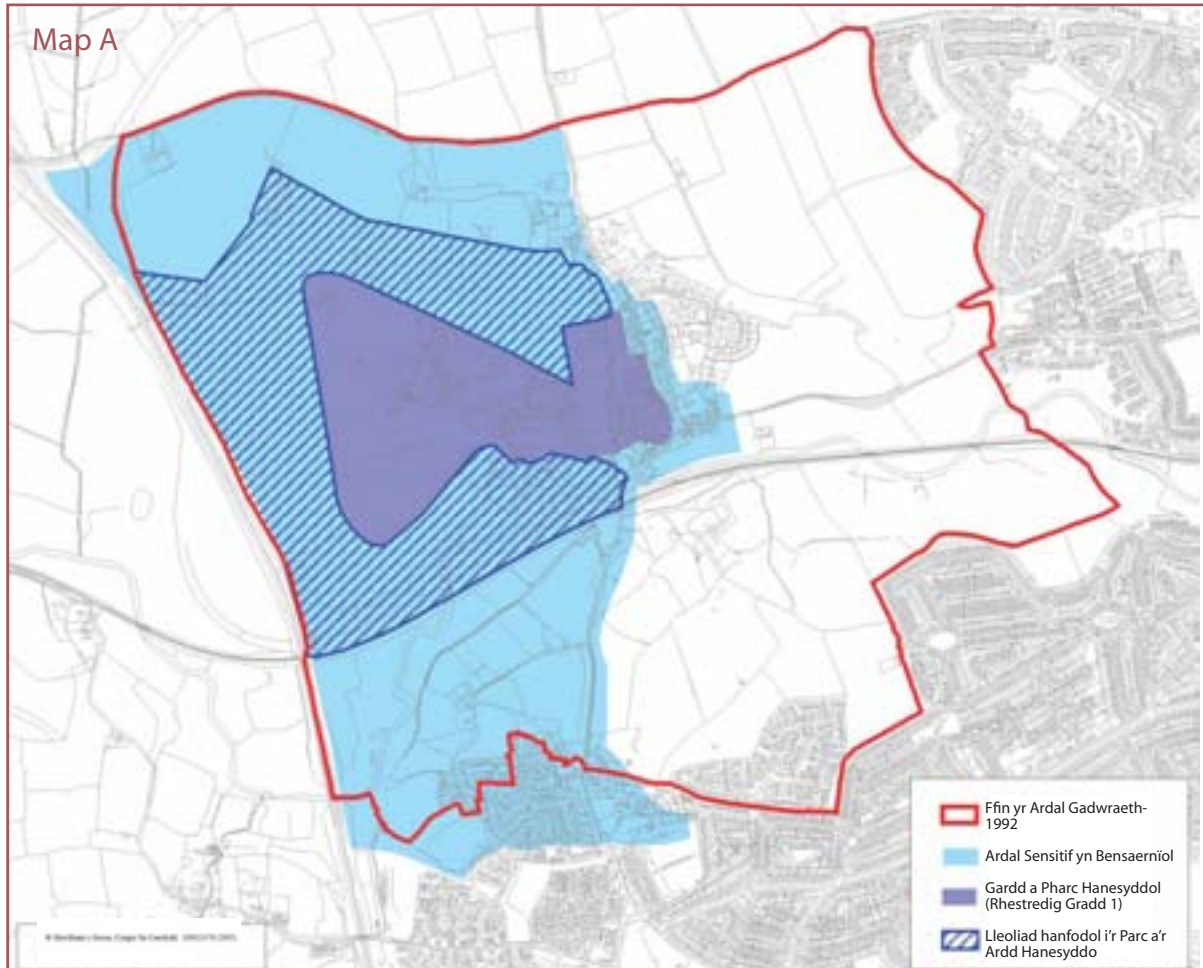 Map A
Ffin yr Ardal Gadwraeth-
1992
Ardal Sensitif yn Bensaernïol
Gardd a Pharc Hanesyddol
(Rhestredig Gradd 1)
Lleoliad hanfodol i'r Parc a'r
Ardd Hanesyddo